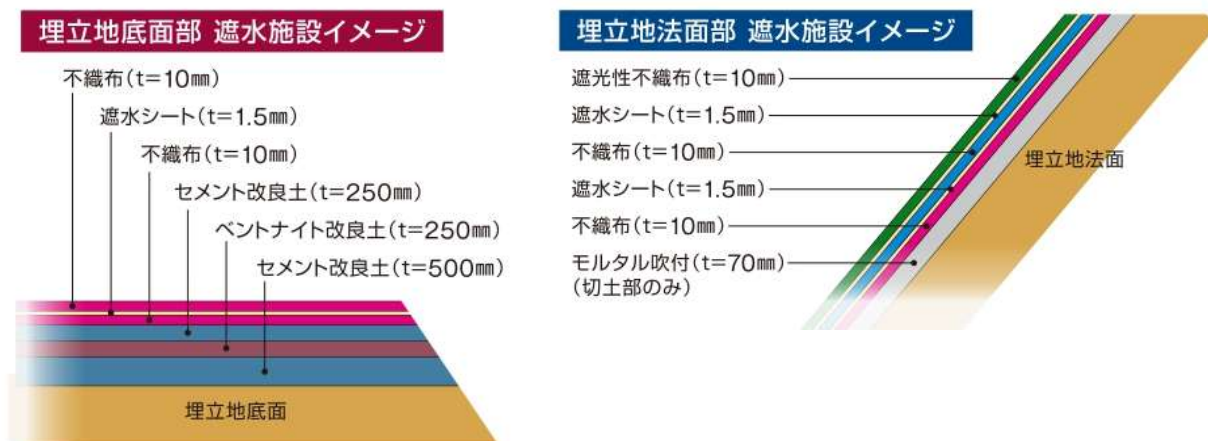 埋立地底面部 遮水施設イメージ
不織布(t=10㎜)
遮水シート(t=1.5㎜)
不織布(t=10㎜)
セメント改良土(t=250㎜)
ベントナイト改良土(t=250㎜)
セメント改良土(t=500㎜)
埋立地底面
埋立地法面部 遮水施設イメージ
遮光性不織布(t=10㎜)
遮水シート(t=1.5㎜)
不織布(t=10㎜)
遮水シート(t=1.5㎜)
不織布(t=10㎜)
モルタル吹付(t=70㎜)
(切土部のみ)
埋立地法面